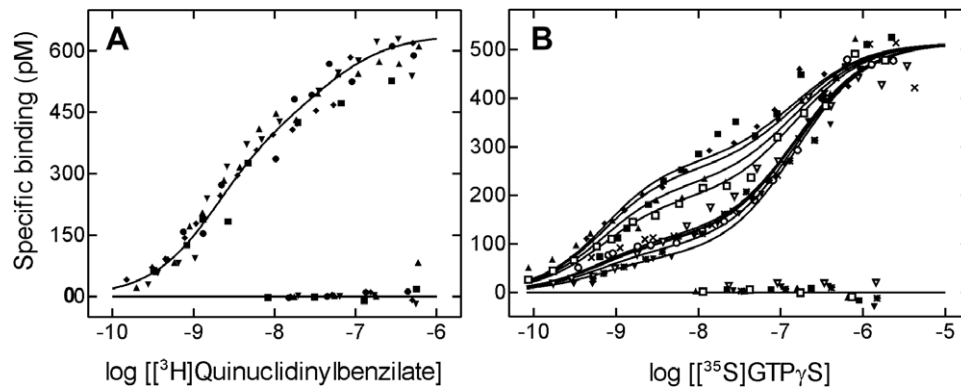 A
B
Specific binding (pM)
600
450
300
150
00
-10 -9 -8 -7 -6
log [[³H]Quinuclidinylbenzilate]
500
400
300
200
100
0
-10 -9 -8 -7 -6 -5
log [[³⁵S]GTPγS]